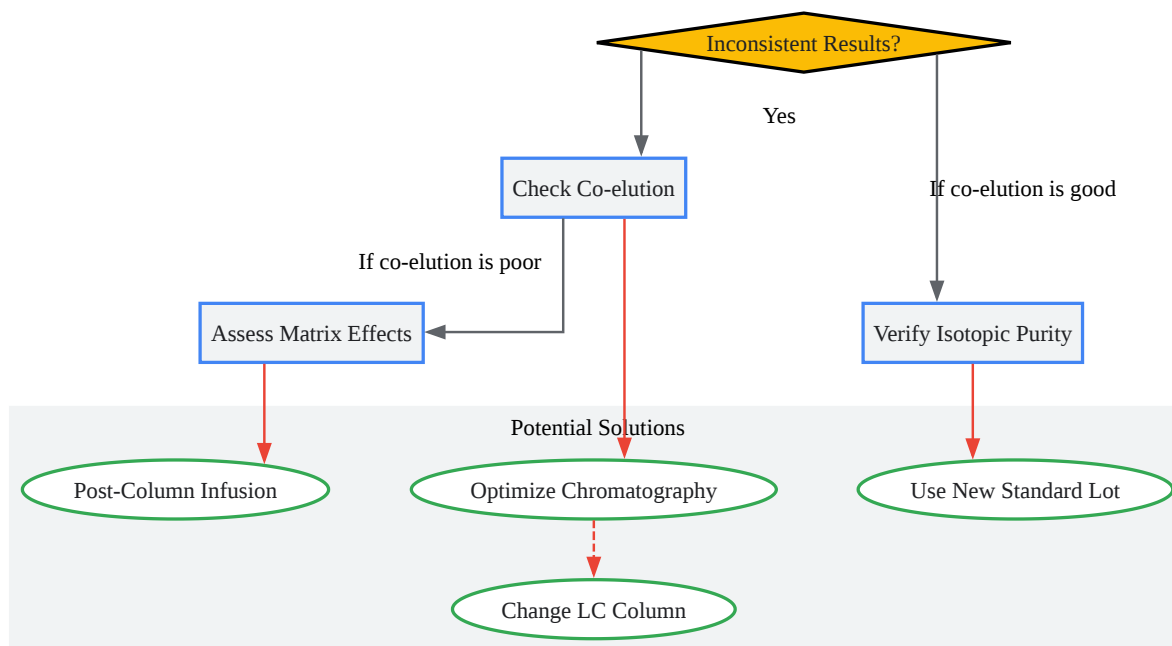 Inconsistent Results?
Yes
Check Co-elution
If co-elution is good
If co-elution is poor
Assess Matrix Effects
Verify Isotopic Purity
Potential Solutions
Post-Column Infusion
Optimize Chromatography
Use New Standard Lot
Change LC Column